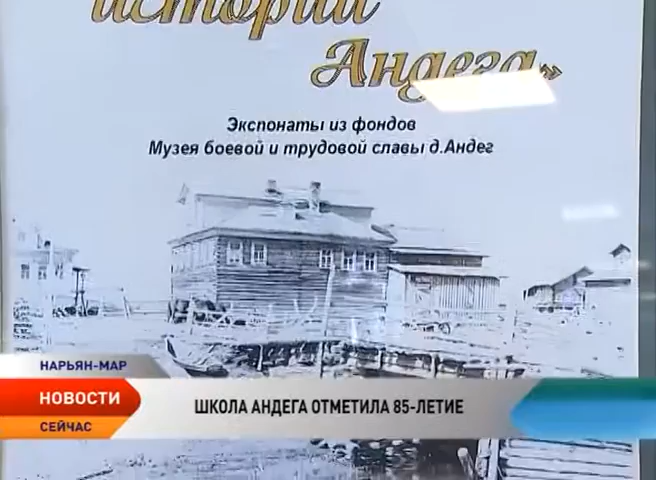 истории
Андега»
Экспонаты из фондов
Музея боевой и трудовой славы д.Андег
НАРЬЯН-МАР
НОВОСТИ
СЕЙЧАС
ШКОЛА АНДЕГА ОТМЕТИЛА 85-ЛЕТИЕ